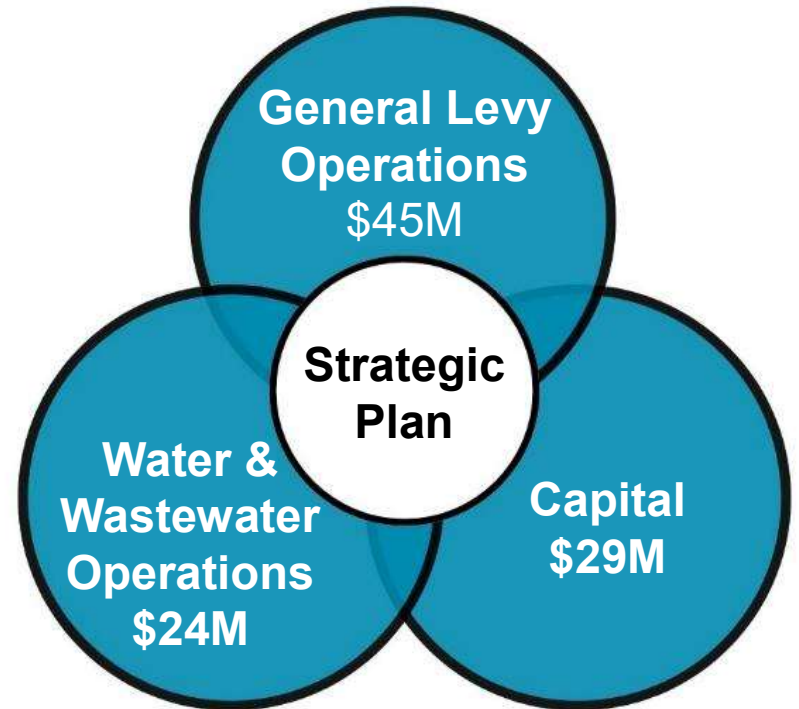 General Levy
Operations
$45M
Strategic
Plan
Water &
Wastewater
Operations
$24M
Capital
$29M